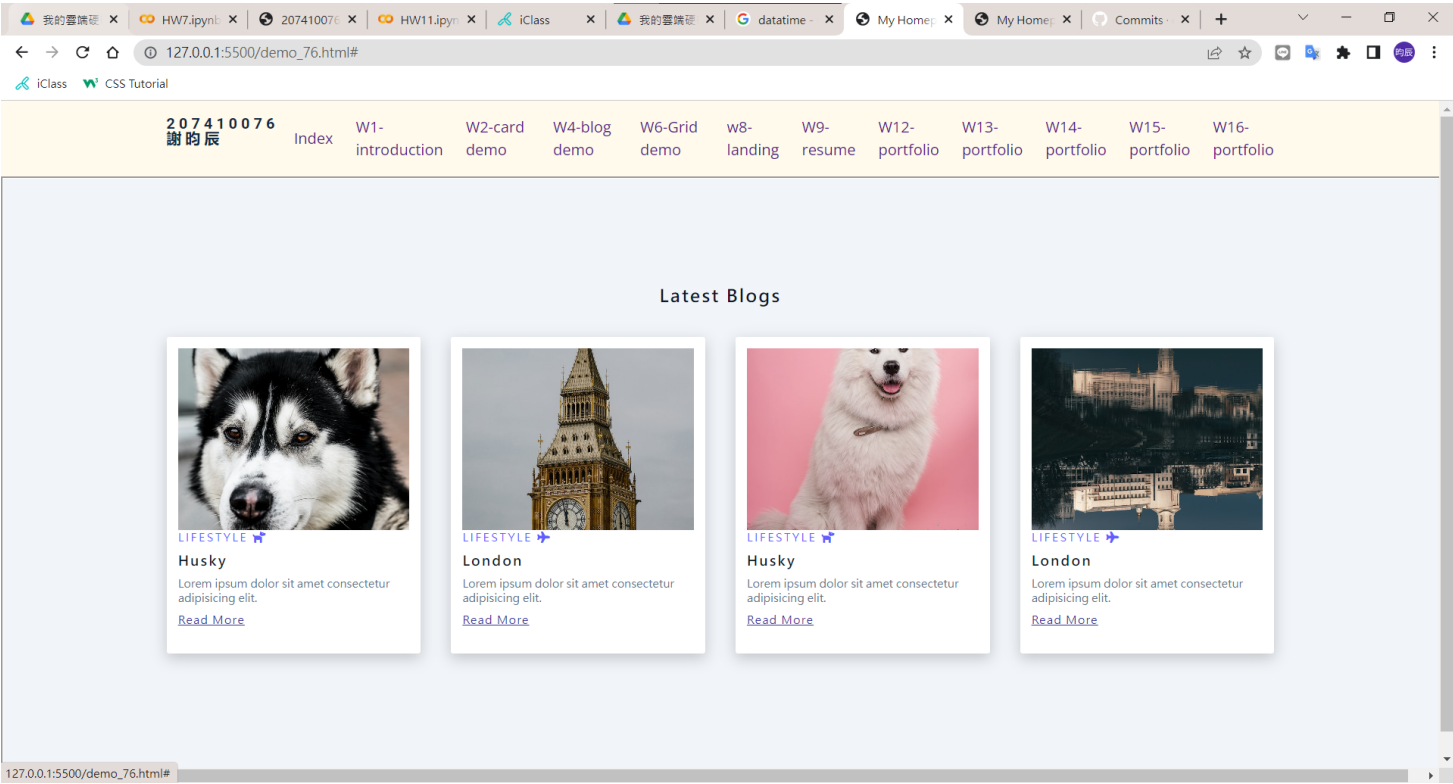 我的雲端硬
HW7.ipynb
207410076
HW11.ipyn
iClass
我的雲端硬
datatime -
My Homep
My Homep
Commits ·
127.0.0.1:5500/demo_76.html#
昀辰
iClass
CSS Tutorial
207410076
謝昀辰
Index
W1-
introduction
W2-card
demo
W4-blog
demo
W6-Grid
demo
w8-
landing
W9-
resume
W12-
portfolio
W13-
portfolio
W14-
portfolio
W15-
portfolio
W16-
portfolio
Latest Blogs
LIFESTYLE
Husky
Lorem ipsum dolor sit amet consectetur
adipisicing elit.
Read More
LIFESTYLE
London
Lorem ipsum dolor sit amet consectetur
adipisicing elit.
Read More
LIFESTYLE
Husky
Lorem ipsum dolor sit amet consectetur
adipisicing elit.
Read More
LIFESTYLE
London
Lorem ipsum dolor sit amet consectetur
adipisicing elit.
Read More
127.0.0.1:5500/demo_76.html#